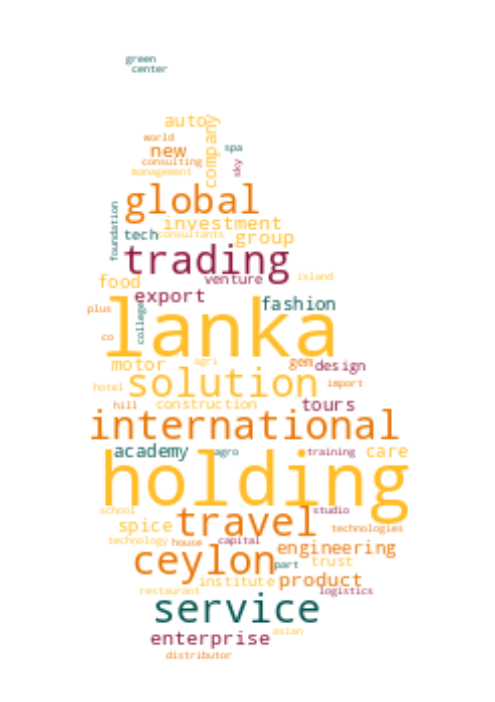 green
center
auto
company
world
new
spa
consulting
sky
management
global
foundation
investment
tech
consultants
group
trading
food
venture
island
export
fashion
plus
college
lanka
co
motor
agri
gem
design
solution
hotel
import
hill
construction
tours
international
academy
agro
training
care
holding
school
travel
studio
spice
technologies
technology
house
capital
engineering
ceylon
part
trust
institute
product
restaurant
logistics
service
enterprise
asian
distributor